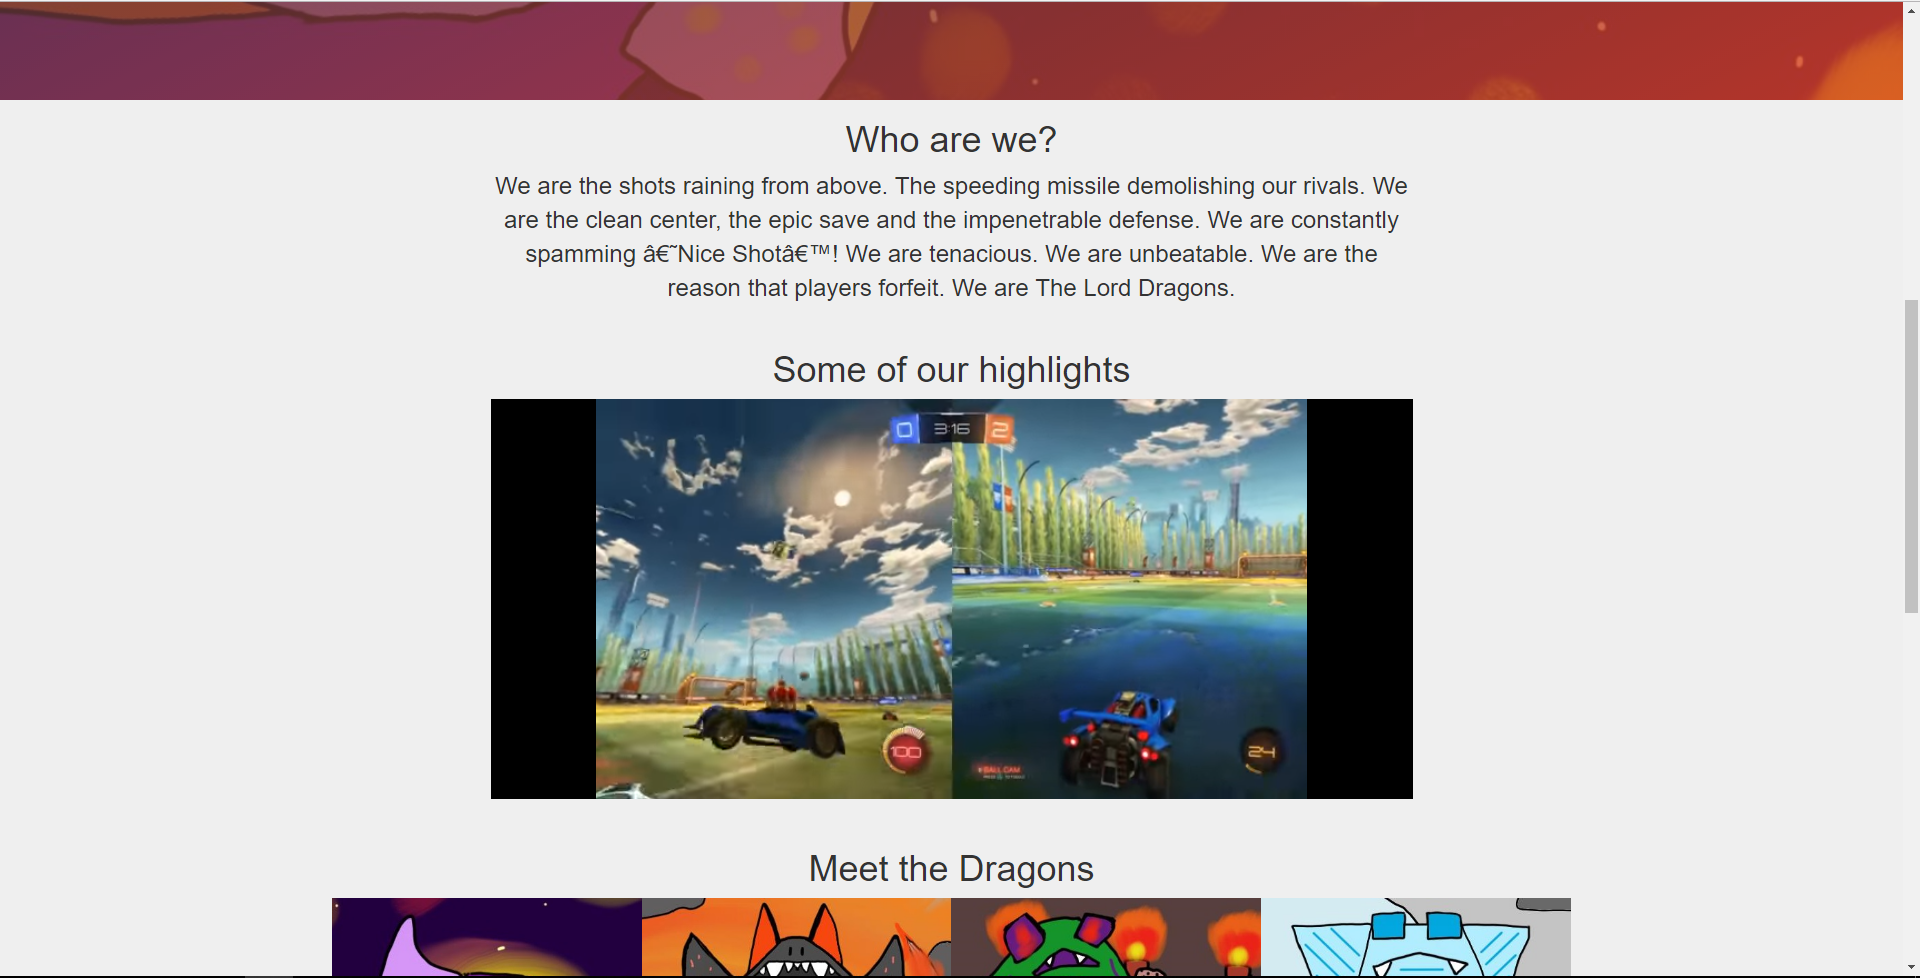 Who are we?
We are the shots raining from above. The speeding missile demolishing our rivals. We
are the clean center, the epic save and the impenetrable defense. We are constantly
spamming â€˜Nice Shotâ€™! We are tenacious. We are unbeatable. We are the
reason that players forfeit. We are The Lord Dragons.
Some of our highlights
0 3:16 2
100
BALL CAM
24
Meet the Dragons